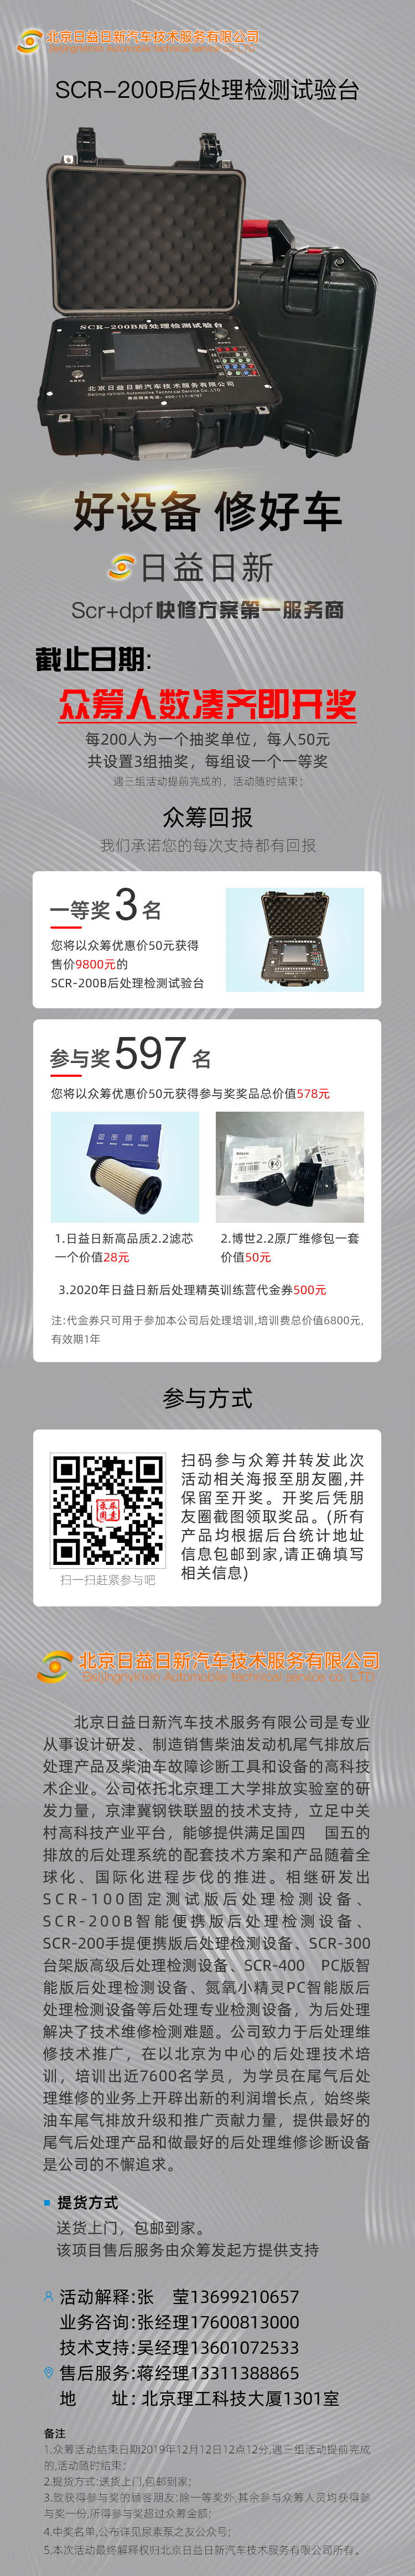 北京日益日新汽车技术服务有限公司
SCR-200B后处理检测试验台
SCR-200B后处理检测试验台
北京日益日新汽车技术服务有限公司
好设备 修好车
日益日新
Scr+dpf快修方案第一服务商
截止日期:
众筹人数凑齐即开奖
每200人为一个抽奖单位，每人50元
共设置3组抽奖，每组设一个一等奖
遇三组活动提前完成的，活动随时结束；
众筹回报
我们承诺您的每次支持都有回报
一等奖3名
您将以众筹优惠价50元获得
售价9800元的
SCR-200B后处理检测试验台
参与奖597名
您将以众筹优惠价50元获得参与奖奖品总价值578元
1.日益日新高品质2.2滤芯
一个价值28元
2.博世2.2原厂维修包一套
价值50元
3.2020年日益日新后处理精英训练营代金券500元
注:代金券只可用于参加本公司后处理培训,培训费总价值6800元,
有效期1年
参与方式
扫码参与众筹并转发此次
活动相关海报至朋友圈,并
保留至开奖。开奖后凭朋
友圈截图领取奖品。(所有
产品均根据后台统计地址
信息包邮到家,请正确填写
相关信息)
扫一扫赶紧参与吧
北京日益日新汽车技术服务有限公司
BeijingRiyixin Automobile technical service co. LTD.
北京日益日新汽车技术服务有限公司是专业
从事设计研发、制造销售柴油发动机尾气排放后
处理产品及柴油车故障诊断工具和设备的高科技
术企业。公司依托北京理工大学排放实验室的研
发力量，京津冀钢铁联盟的技术支持，立足中关
村高科技产业平台，能够提供满足国四 国五的
排放的后处理系统的配套技术方案和产品随着全
球化、国际化进程步伐的推进。相继研发出
SCR-100固定测试版后处理检测设备、
SCR-200B智能便携版后处理检测设备、
SCR-200手提便携版后处理检测设备、SCR-300
台架版高级后处理检测设备、SCR-400 PC版智
能版后处理检测设备、氮氧小精灵PC智能版后
处理检测设备等后处理专业检测设备，为后处理
解决了技术维修检测难题。公司致力于后处理维
修技术推广，在以北京为中心的后处理技术培
训，培训出近7600名学员，为学员在尾气后处
理维修的业务上开辟出新的利润增长点，始终柴
油车尾气排放升级和推广贡献力量，提供最好的
尾气后处理产品和做最好的后处理维修诊断设备
是公司的不懈追求。
提货方式
送货上门，包邮到家。
该项目售后服务由众筹发起方提供支持
活动解释:张 莹13699210657
业务咨询:张经理17600813000
技术支持:吴经理13601072533
售后服务:蒋经理13311388865
地 址: 北京理工科技大厦1301室
备注
1.众筹活动结束日期2019年12月12日12点12分,遇三组活动提前完成
的,活动随时结束；
2.提货方式:送货上门,包邮到家；
3.致获得参与奖的顾客朋友:除一等奖外,其余参与众筹人员均获得参
与奖一份,所得参与奖超过众筹金额；
4.中奖名单,公布详见尿素泵之友公众号；
5.本次活动最终解释权归北京日益日新汽车技术服务有限公司所有。